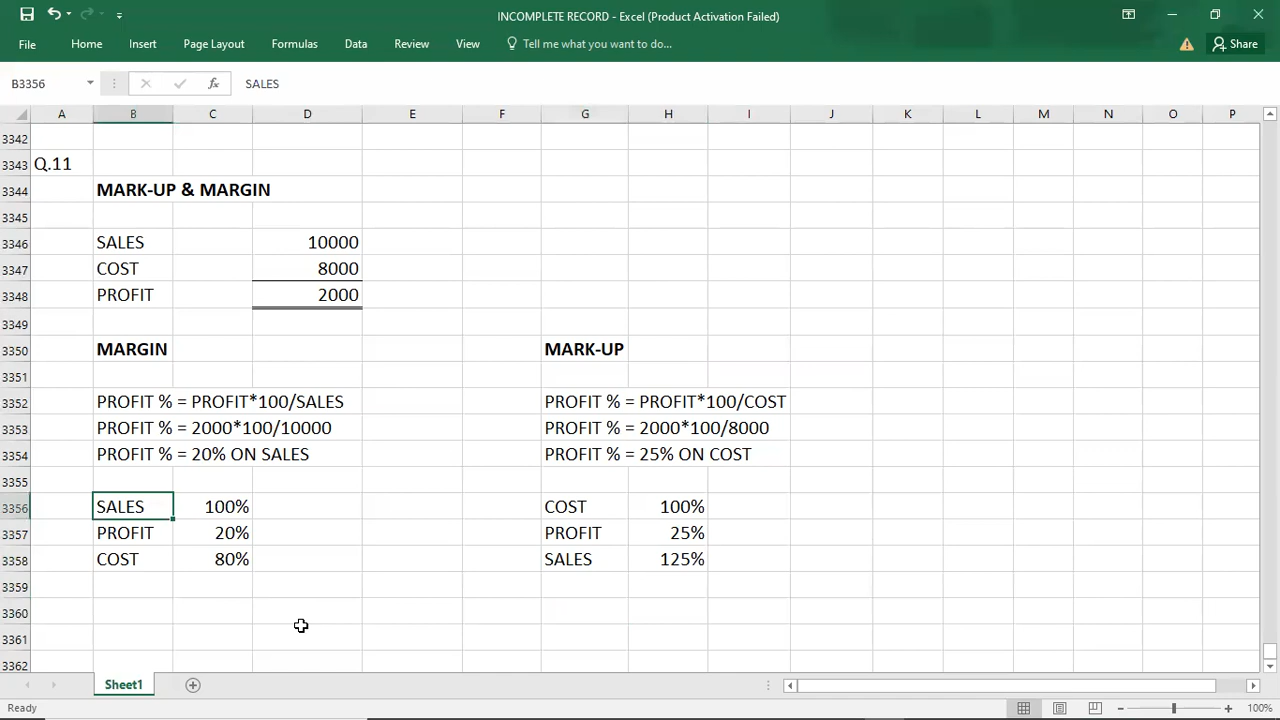 INCOMPLETE RECORD - Excel (Product Activation Failed)
File Home Insert Page Layout Formulas Data Review View Tell me what you want to do... Share
B3356 fx SALES
A B C D E F G H I J K L M N O P
3342
3343 Q.11
3344 MARK-UP & MARGIN
3345
3346 SALES 10000
3347 COST 8000
3348 PROFIT 2000
3349
3350 MARGIN MARK-UP
3351
3352 PROFIT % = PROFIT*100/SALES PROFIT % = PROFIT*100/COST
3353 PROFIT % = 2000*100/10000 PROFIT % = 2000*100/8000
3354 PROFIT % = 20% ON SALES PROFIT % = 25% ON COST
3355
3356 SALES 100% COST 100%
3357 PROFIT 20% PROFIT 25%
3358 COST 80% SALES 125%
3359
3360
3361
3362
Sheet1
Ready 100%